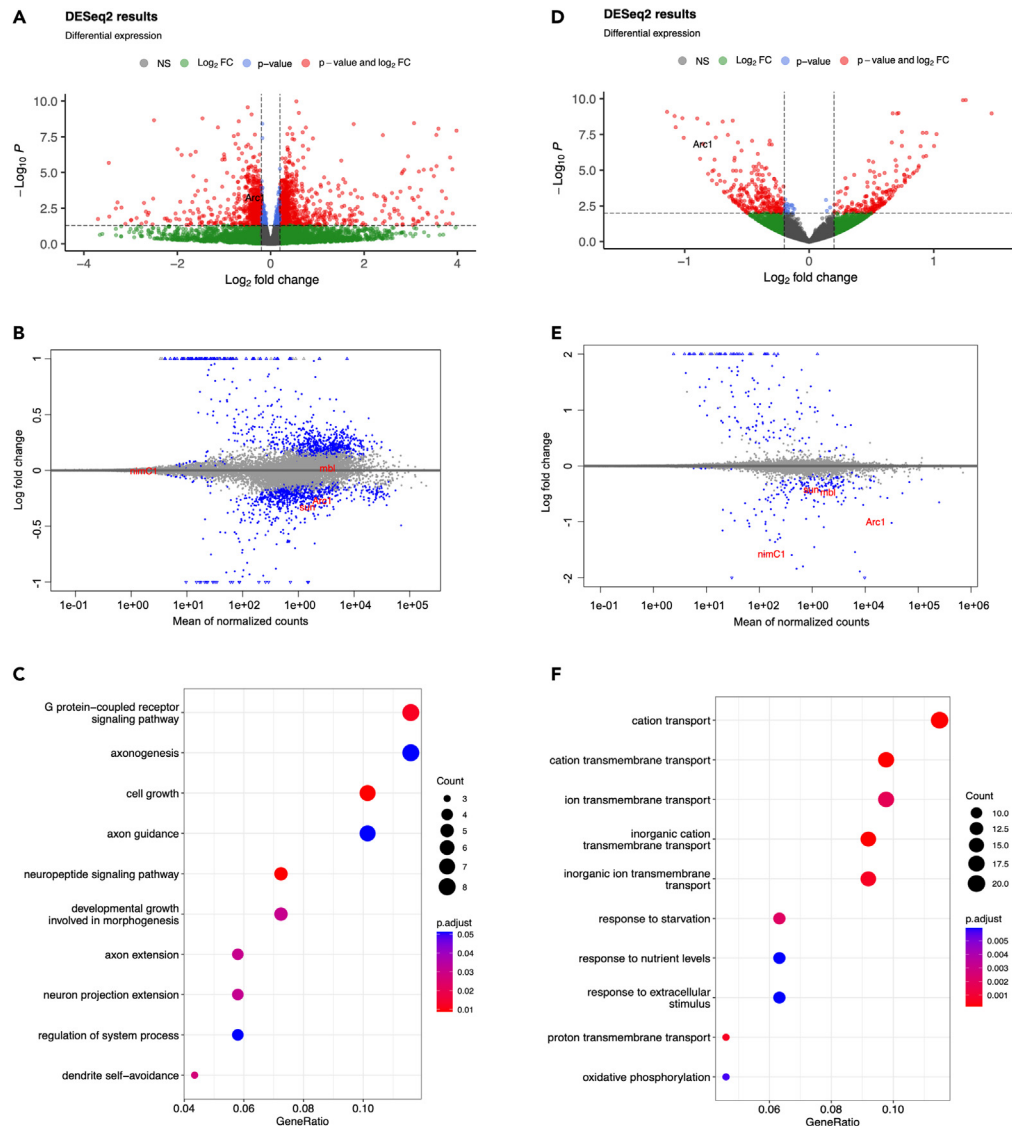 A
DESeq2 results
Differential expression
NS Log₂ FC p-value p – value and log₂ FC
10.0
7.5
5.0
2.5
0.0
– Log₁₀ P
Arc1
−4 −2 0 2 4
Log₂ fold change
D
DESeq2 results
Differential expression
NS Log₂ FC p-value p – value and log₂ FC
10.0
7.5
5.0
2.5
0.0
– Log₁₀ P
Arc1
−1 0 1
Log₂ fold change
B
1
0.5
0
-0.5
-1
Log fold change
nimC1
mbl
Arc1
1e-01 1e+00 1e+02 1e+00 1e+04 1e+05
Mean of normalized counts
E
2
1
0
-1
-2
Log fold change
mbl
Arc1
nimC1
1e-01 1e+00 1e+01 1e+02 1e+00 1e+04 1e+05 1e+06
Mean of normalized counts
C
G protein−coupled receptor
signaling pathway
axonogenesis
cell growth
axon guidance
neuropeptide signaling pathway
developmental growth
involved in morphogenesis
axon extension
neuron projection extension
regulation of system process
dendrite self−avoidance
0.04 0.06 0.08 0.10
GeneRatio
Count
3
4
5
6
7
8
p.adjust
0.05
0.04
0.03
0.02
0.01
F
cation transport
cation transmembrane transport
ion transmembrane transport
inorganic cation
transmembrane transport
inorganic ion transmembrane
transport
response to starvation
response to nutrient levels
response to extracellular
stimulus
proton transmembrane transport
oxidative phosphorylation
0.06 0.08 0.10
GeneRatio
Count
10.0
12.5
15.0
17.5
20.0
p.adjust
0.005
0.004
0.003
0.002
0.001